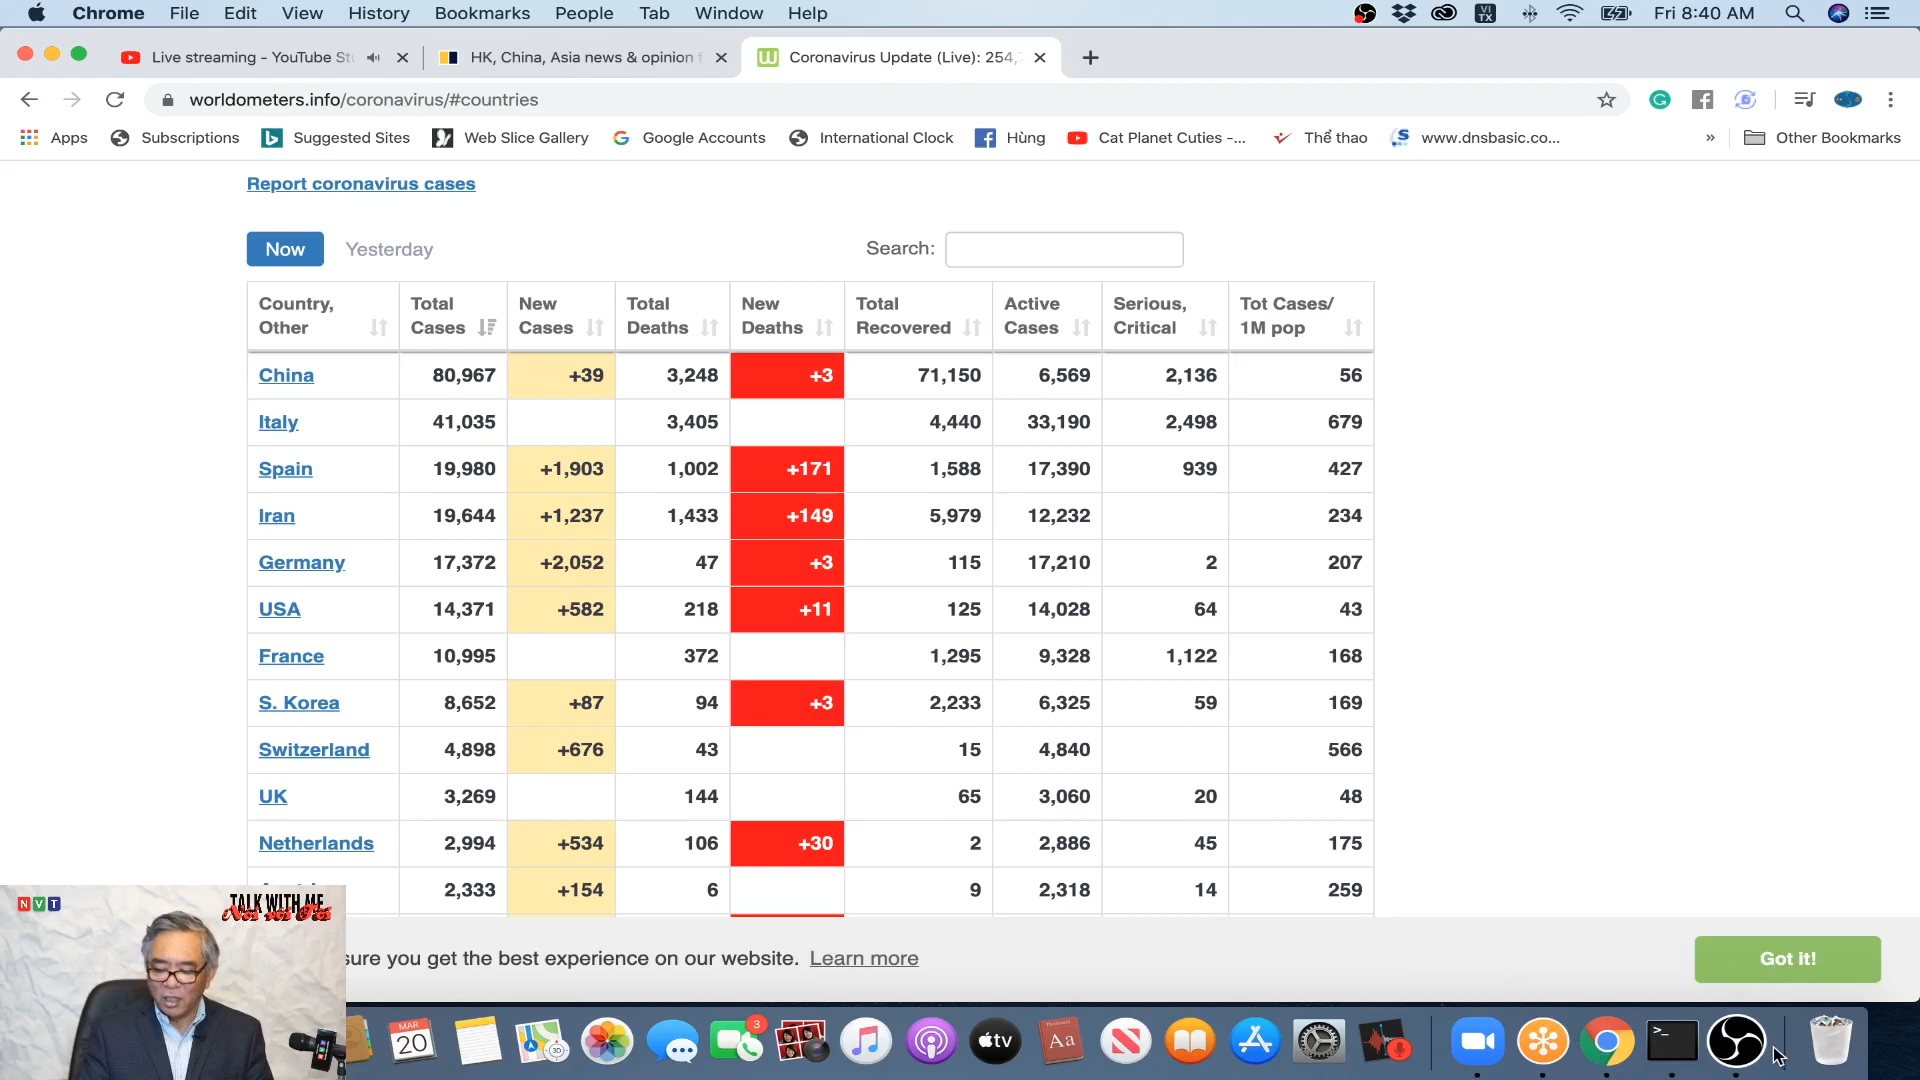 Chrome File Edit View History Bookmarks People Tab Window Help Fri 8:40 AM
Live streaming - YouTube St
HK, China, Asia news & opinion f
Coronavirus Update (Live): 254,
worldometers.info/coronavirus/#countries
Apps Subscriptions Suggested Sites Web Slice Gallery Google Accounts International Clock Hùng Cat Planet Cuties -... Thể thao www.dnsbasic.co... » Other Bookmarks
Report coronavirus cases
Now Yesterday Search:
Country, Total New Total New Total Active Serious, Tot Cases/
Other Cases Cases Deaths Deaths Recovered Cases Critical 1M pop
China 80,967 +39 3,248 +3 71,150 6,569 2,136 56
Italy 41,035 3,405 4,440 33,190 2,498 679
Spain 19,980 +1,903 1,002 +171 1,588 17,390 939 427
Iran 19,644 +1,237 1,433 +149 5,979 12,232 234
Germany 17,372 +2,052 47 +3 115 17,210 2 207
USA 14,371 +582 218 +11 125 14,028 64 43
France 10,995 372 1,295 9,328 1,122 168
S. Korea 8,652 +87 94 +3 2,233 6,325 59 169
Switzerland 4,898 +676 43 15 4,840 566
UK 3,269 144 65 3,060 20 48
Netherlands 2,994 +534 106 +30 2 2,886 45 175
2,333 +154 6 9 2,318 14 259
NVT
TALK WITH ME
sure you get the best experience on our website. Learn more
Got it!
MAR
20
3D
3
tv
Aa